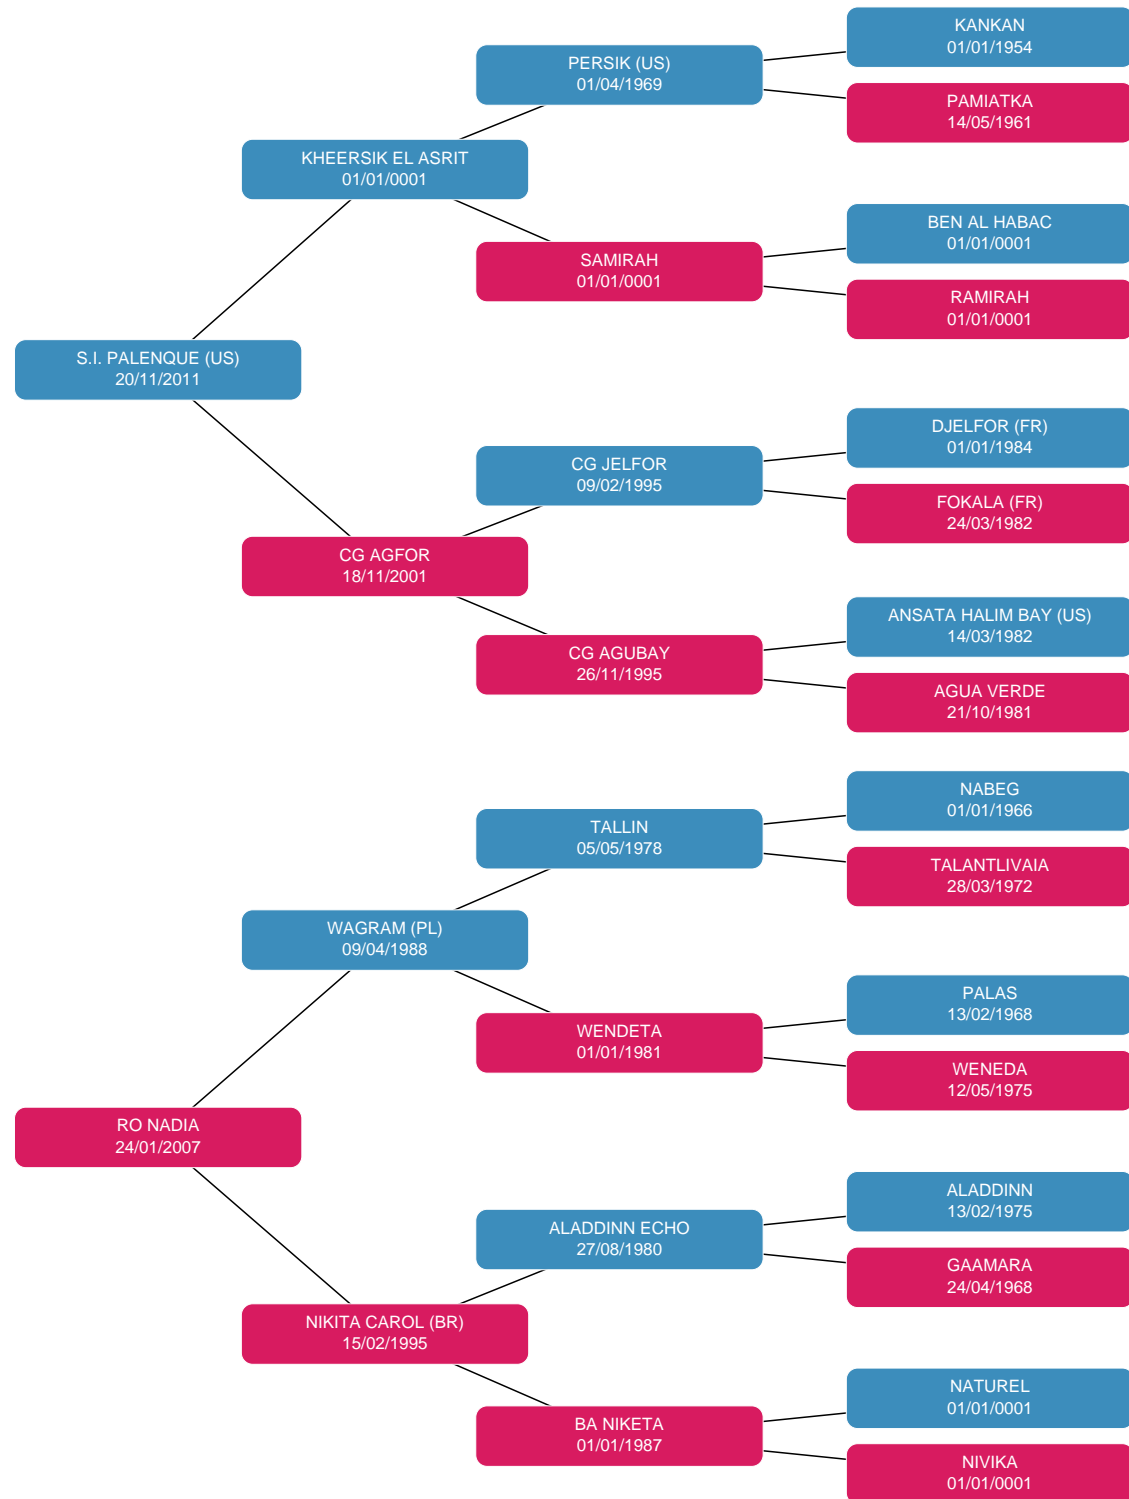 KANKAN
01/01/1954
PERSIK (US)
01/04/1969
PAMIATKA
14/05/1961
KHEERSIK EL ASRIT
01/01/0001
BEN AL HABAC
01/01/0001
SAMIRAH
01/01/0001
RAMIRAH
01/01/0001
S.I. PALENQUE (US)
20/11/2011
DJELFOR (FR)
01/01/1984
CG JELFOR
09/02/1995
FOKALA (FR)
24/03/1982
CG AGFOR
18/11/2001
ANSATA HALIM BAY (US)
14/03/1982
CG AGUBAY
26/11/1995
AGUA VERDE
21/10/1981
NABEG
01/01/1966
TALLIN
05/05/1978
TALANTLIVAIA
28/03/1972
WAGRAM (PL)
09/04/1988
PALAS
13/02/1968
WENDETA
01/01/1981
WENEDA
12/05/1975
RO NADIA
24/01/2007
ALADDINN
13/02/1975
ALADDINN ECHO
27/08/1980
GAAMARA
24/04/1968
NIKITA CAROL (BR)
15/02/1995
NATUREL
01/01/0001
BA NIKETA
01/01/1987
NIVIKA
01/01/0001